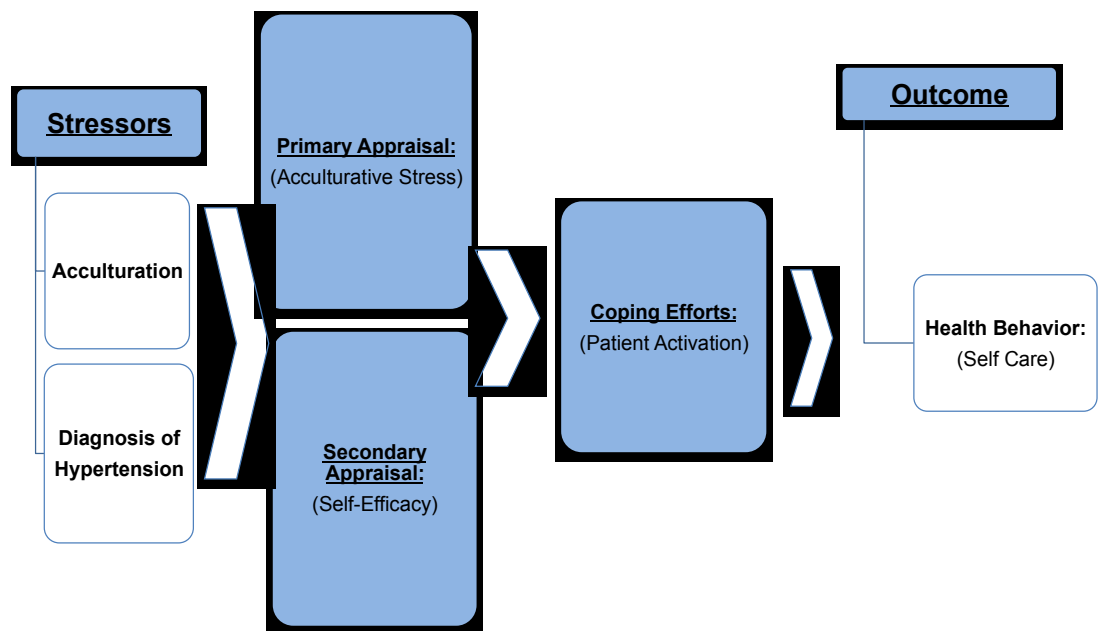 Stressors
Acculturation
Diagnosis of
Hypertension
Primary Appraisal:
(Acculturative Stress)
Secondary
Appraisal:
(Self-Efficacy)
Coping Efforts:
(Patient Activation)
Outcome
Health Behavior:
(Self Care)